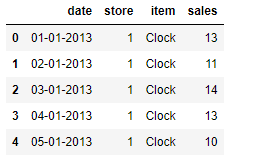 date store item sales
0 01-01-2013 1 Clock 13
1 02-01-2013 1 Clock 11
2 03-01-2013 1 Clock 14
3 04-01-2013 1 Clock 13
4 05-01-2013 1 Clock 10